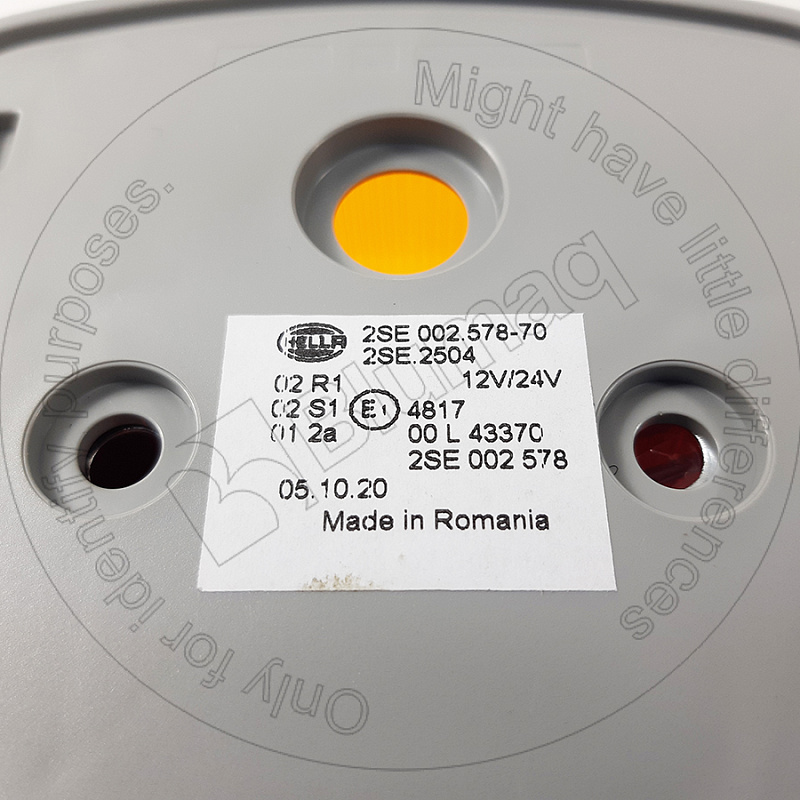 Might have little differences
Only for identify purposes.
Blumaq
HELLA
2SE 002.578-70
2SE.2504
02 R1 12V/24V
02 S1 E1 4817
01 2a 00 L 43370
2SE 002 578
05.10.20
Made in Romania